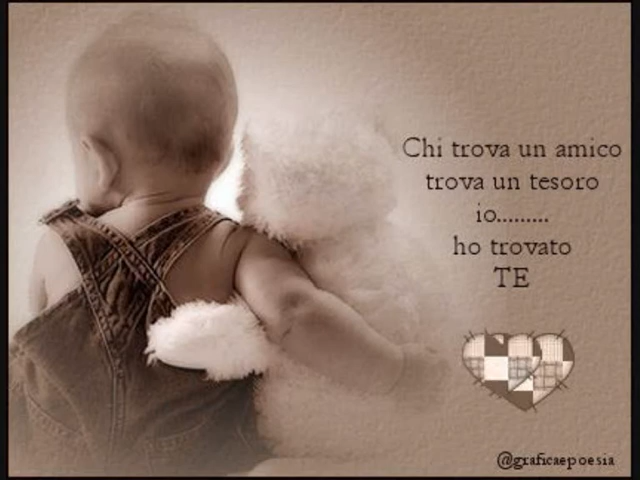 Chi trova un amico
trova un tesoro
io.........
ho trovato
TE
@graficaepoesia